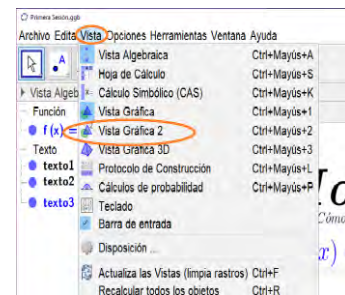 Primera Sesión.ggb
Archivo Edita Vista Opciones Herramientas Ventana Ayuda
Vista Algebraica Ctrl+Mayús+A
Hoja de Cálculo Ctrl+Mayús+S
Vista Algeb Cálculo Simbólico (CAS) Ctrl+Mayús+K
Función Vista Gráfica Ctrl+Mayús+1
f(x) = Vista Gráfica 2 Ctrl+Mayús+2
Texto Vista Gráfica 3D Ctrl+Mayús+3
texto1 Protocolo de Construcción Ctrl+Mayús+L
texto2 Cálculos de probabilidad Ctrl+Mayús+P
Teclado
texto3 Barra de entrada
Cómo
Disposición ...
x)
Actualiza las Vistas (limpia rastros) Ctrl+F
Recalcular todos los objetos Ctrl+R